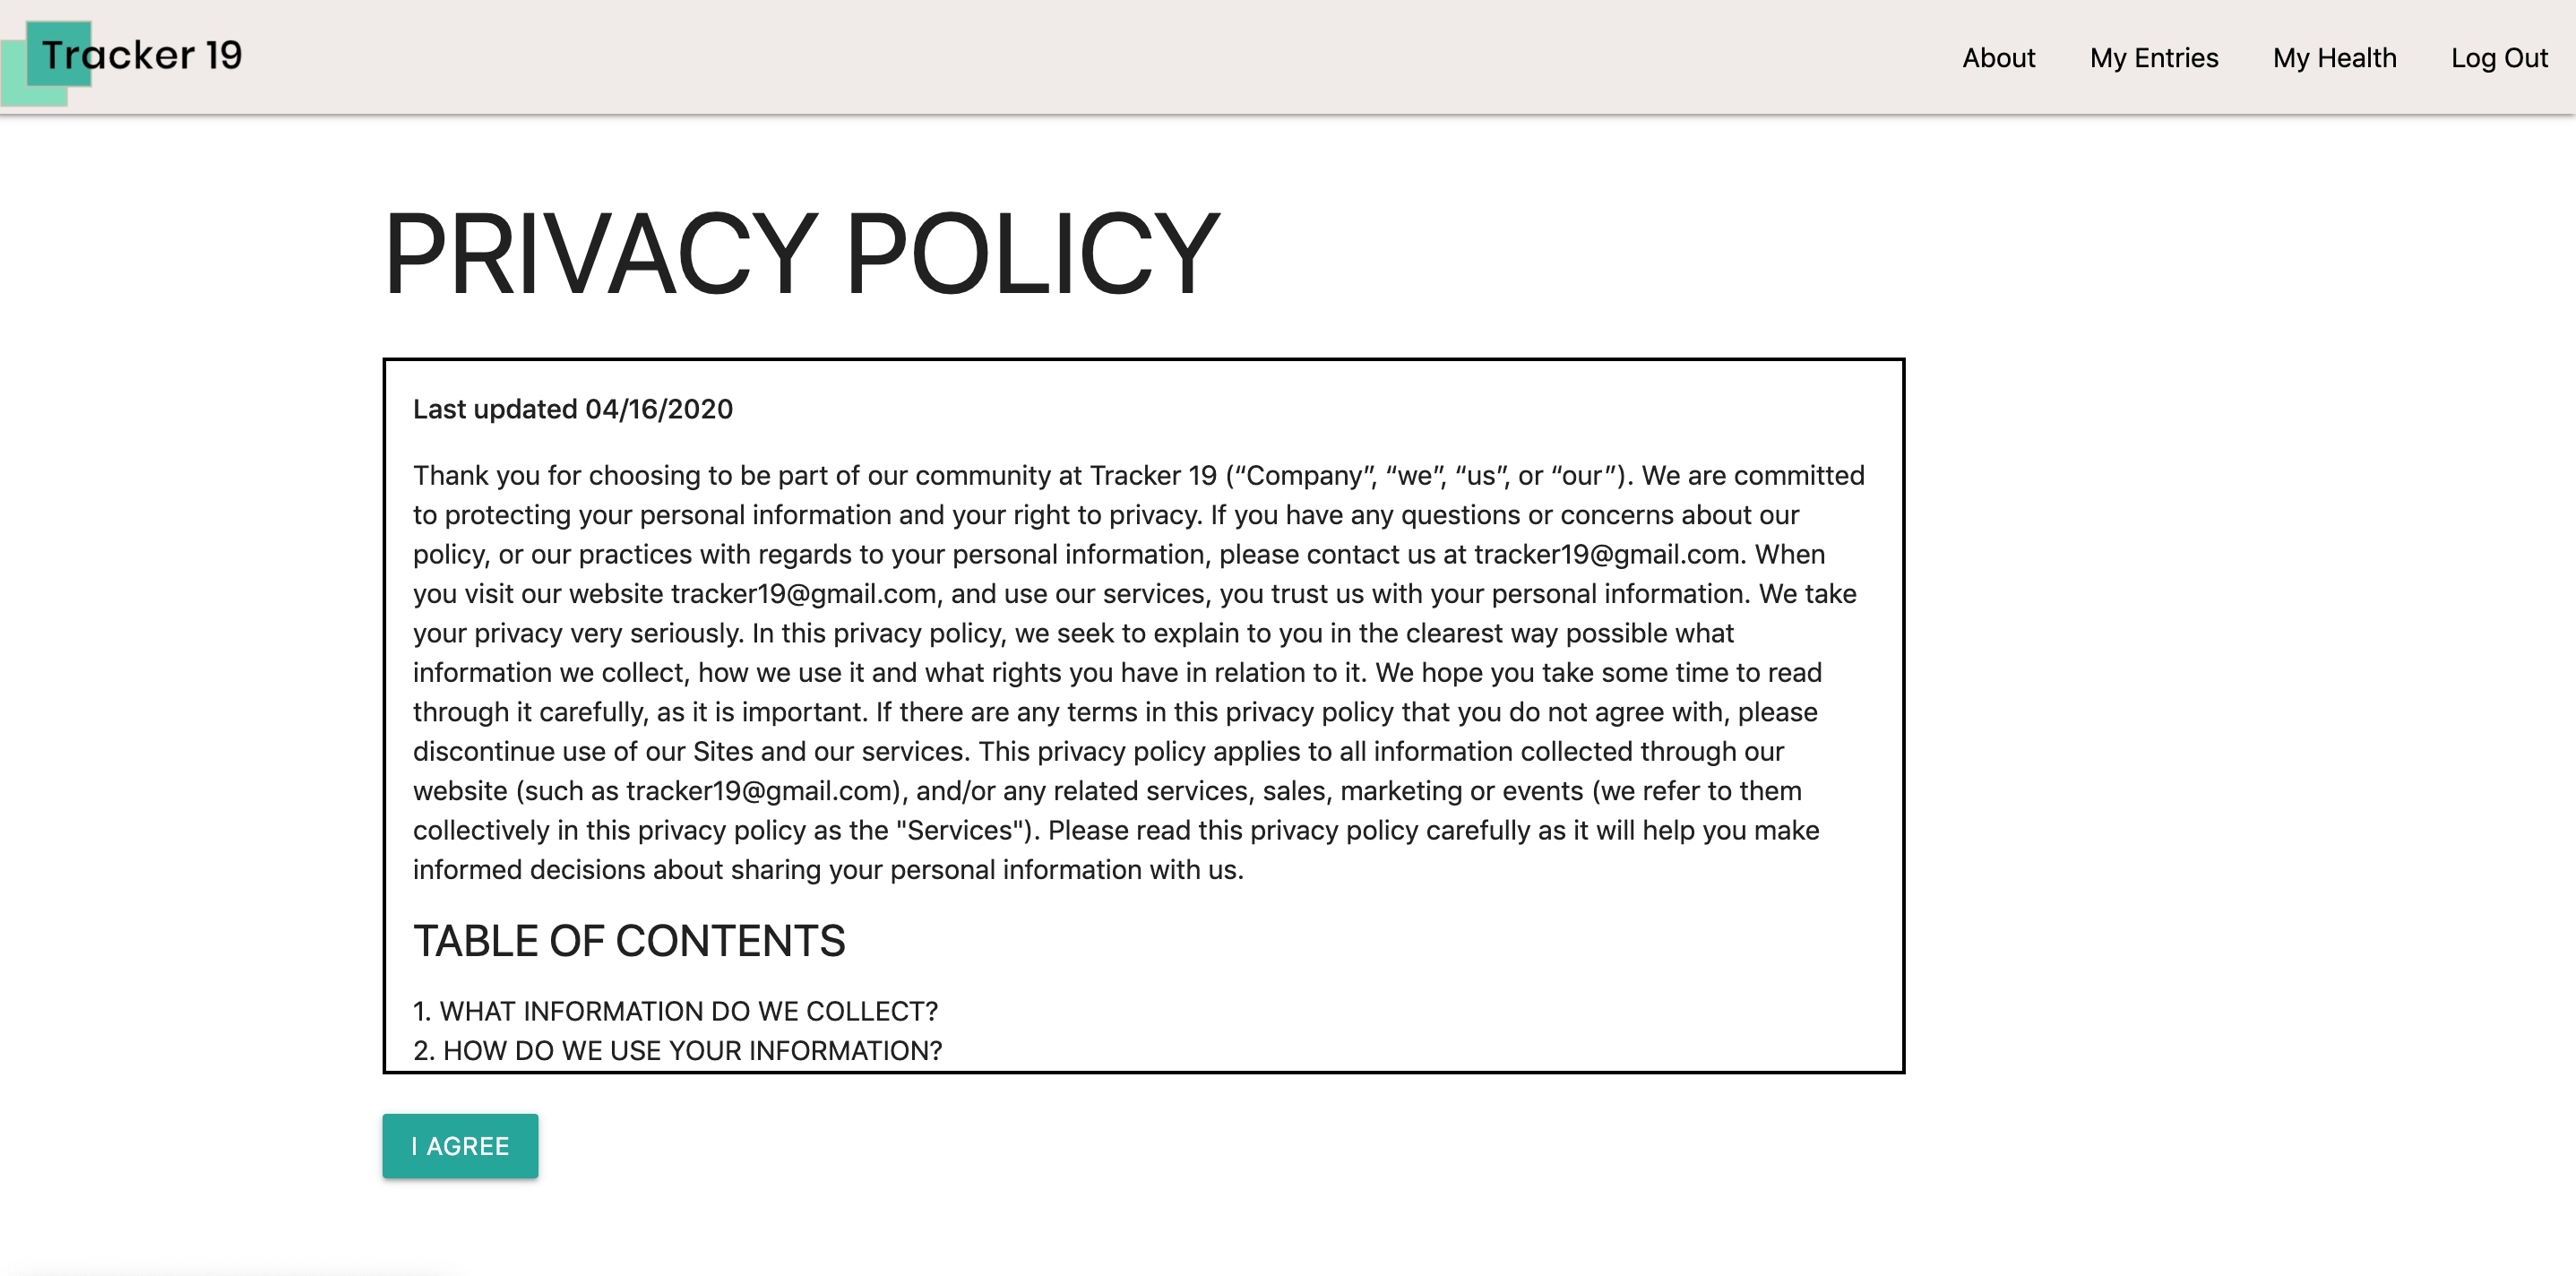 Tracker 19
About
My Entries
My Health
Log Out
PRIVACY POLICY
Last updated 04/16/2020
Thank you for choosing to be part of our community at Tracker 19 (“Company”, “we”, “us”, or “our”). We are committed
to protecting your personal information and your right to privacy. If you have any questions or concerns about our
policy, or our practices with regards to your personal information, please contact us at tracker19@gmail.com. When
you visit our website tracker19@gmail.com, and use our services, you trust us with your personal information. We take
your privacy very seriously. In this privacy policy, we seek to explain to you in the clearest way possible what
information we collect, how we use it and what rights you have in relation to it. We hope you take some time to read
through it carefully, as it is important. If there are any terms in this privacy policy that you do not agree with, please
discontinue use of our Sites and our services. This privacy policy applies to all information collected through our
website (such as tracker19@gmail.com), and/or any related services, sales, marketing or events (we refer to them
collectively in this privacy policy as the "Services"). Please read this privacy policy carefully as it will help you make
informed decisions about sharing your personal information with us.
TABLE OF CONTENTS
1. WHAT INFORMATION DO WE COLLECT?
2. HOW DO WE USE YOUR INFORMATION?
I AGREE